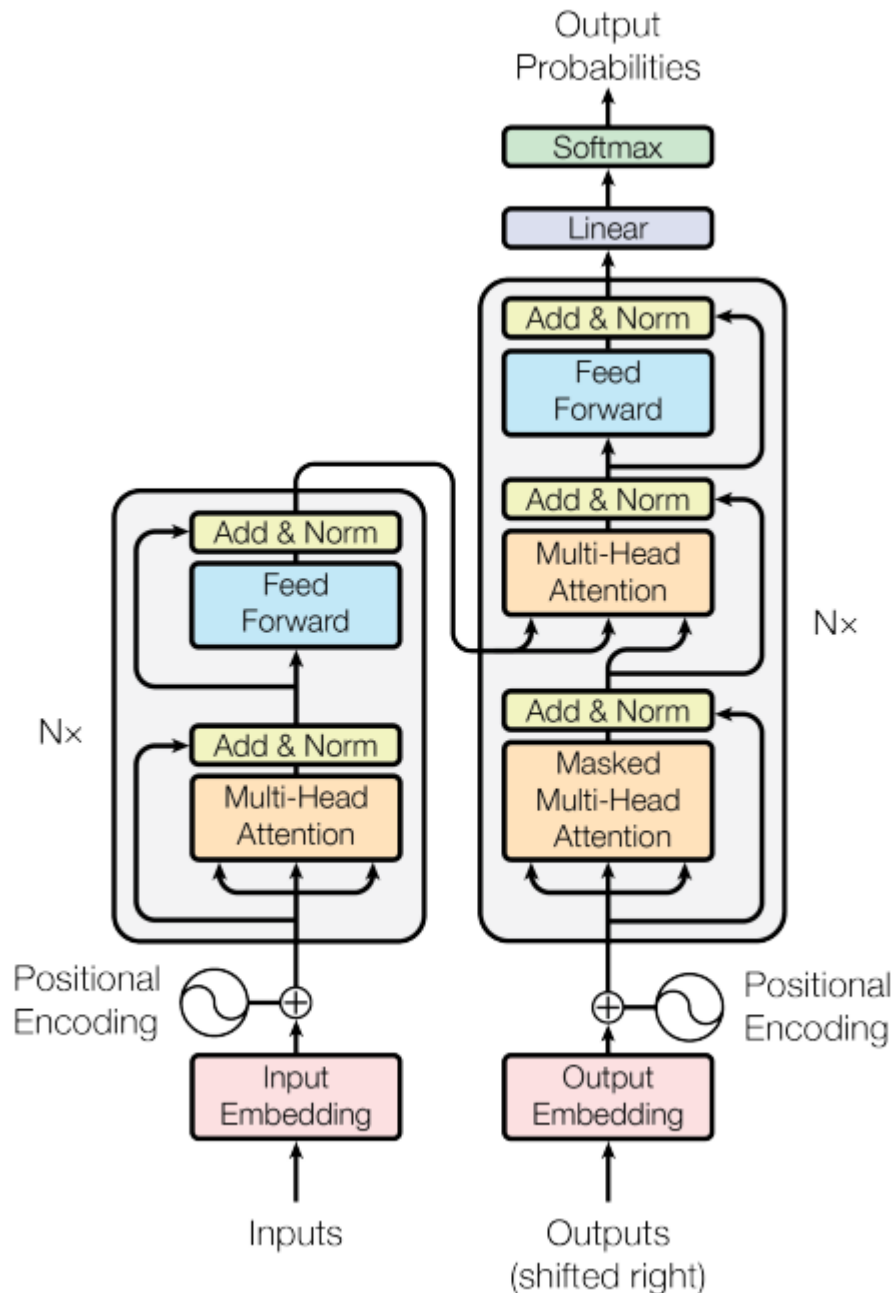 Output
Probabilities
Softmax
Linear
Add & Norm
Feed
Forward
Add & Norm
Multi-Head
Attention
Add & Norm
Masked
Multi-Head
Attention
N×
Add & Norm
Feed
Forward
Add & Norm
Multi-Head
Attention
N×
Positional
Encoding
Positional
Encoding
Input
Embedding
Output
Embedding
Inputs
Outputs
(shifted right)